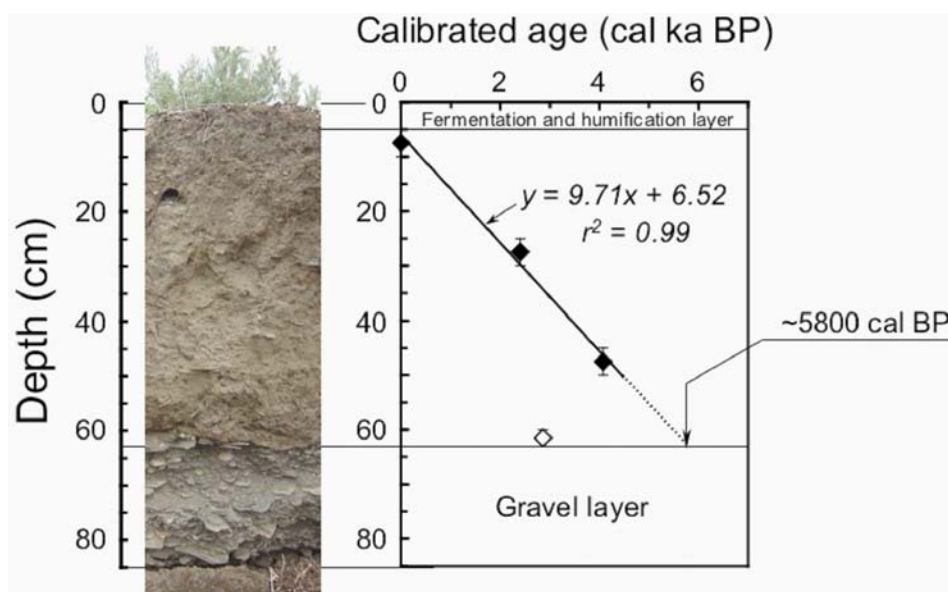 Calibrated age (cal ka BP)
0 2 4 6
0 0
Fermentation and humification layer
y = 9.71x + 6.52
r² = 0.99
20 20
Depth (cm)
40 40
~5800 cal BP
60 60
Gravel layer
80 80